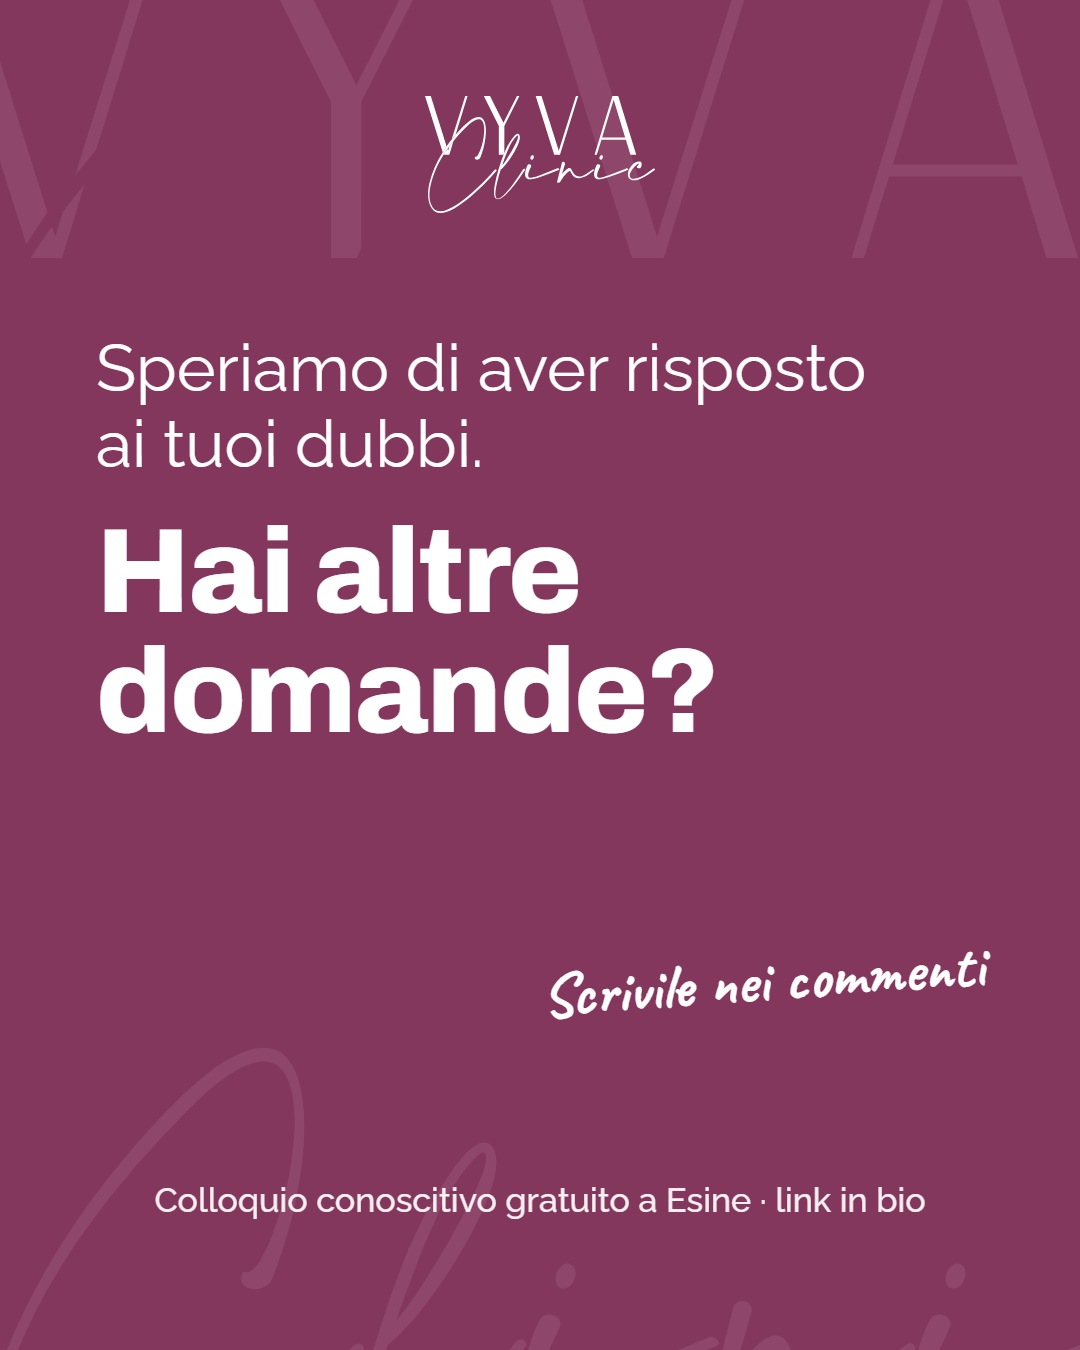 VYVA
Clinic
Speriamo di aver risposto
ai tuoi dubbi.
Hai altre
domande?
Scrivile nei commenti
Colloquio conoscitivo gratuito a Esine · link in bio